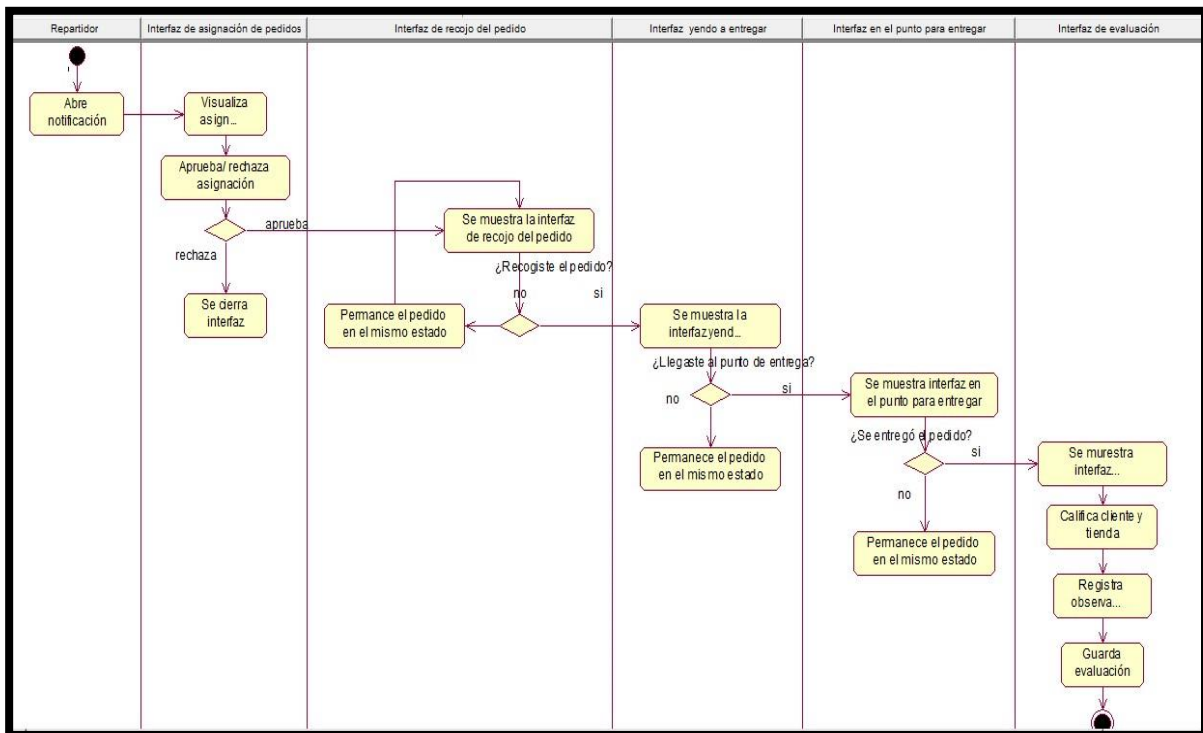 Repartidor
Interfaz de asignación de pedidos
Interfaz de recojo del pedido
Interfaz yendo a entregar
Interfaz en el punto para entregar
Interfaz de evaluación
Abre
notificación
Visualiza
asign...
Aprueba/ rechaza
asignación
aprueba
rechaza
Se cierra
interfaz
Se muestra la interfaz
de recojo del pedido
¿Recogiste el pedido?
no
si
Permance el pedido
en el mismo estado
Se muestra la
interfaz yend...
¿Llegaste al punto de entrega?
no
si
Permanece el pedido
en el mismo estado
Se muestra interfaz en
el punto para entregar
¿Se entregó el pedido?
si
no
Permanece el pedido
en el mismo estado
Se murestra
interfaz...
Califica cliente y
tienda
Registra
observa...
Guarda
evaluación